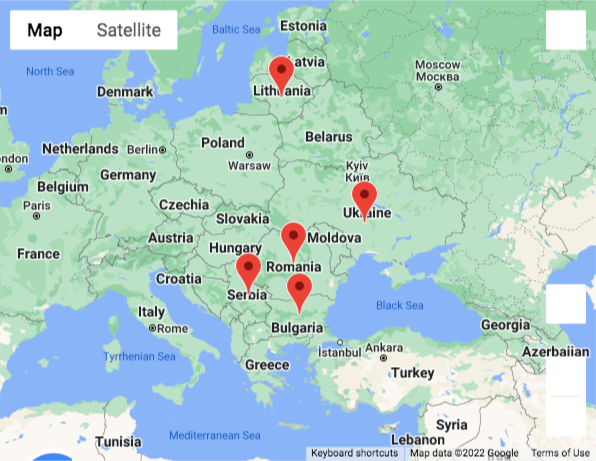 Map
Satellite
Baltic Sea
Estonia
North Sea
Latvia
Moscow
Москва
Denmark
Lithuania
Netherlands
Berlin
Poland
Warsaw
Belarus
Germany
Kyiv
Київ
Belgium
Paris
Czechia
Ukraine
Slovakia
Austria
Hungary
Moldova
France
Romania
Croatia
Serbia
Italy
Rome
Black Sea
Bulgaria
Georgia
Tyrrhenian Sea
İstanbul
Ankara
Azerbaijan
Greece
Turkey
Tunisia
Mediterranean Sea
Syria
Lebanon
Keyboard shortcuts
Map data ©2022 Google
Terms of Use